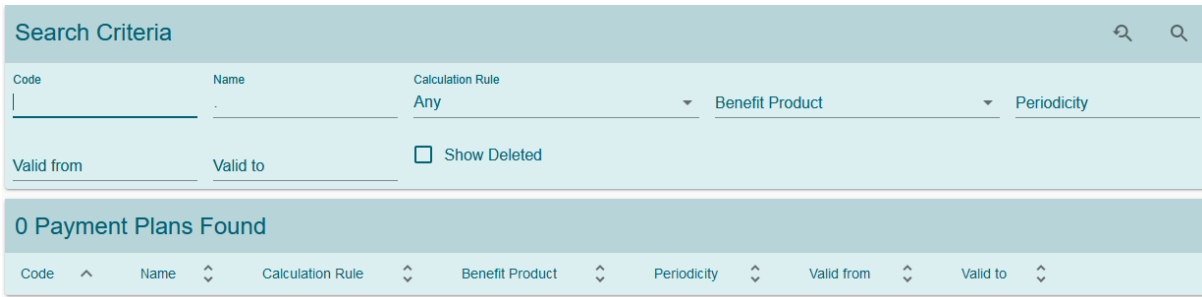 Search Criteria
Code Name Calculation Rule
. Any Benefit Product Periodicity
Valid from Valid to Show Deleted
0 Payment Plans Found
Code Name Calculation Rule Benefit Product Periodicity Valid from Valid to